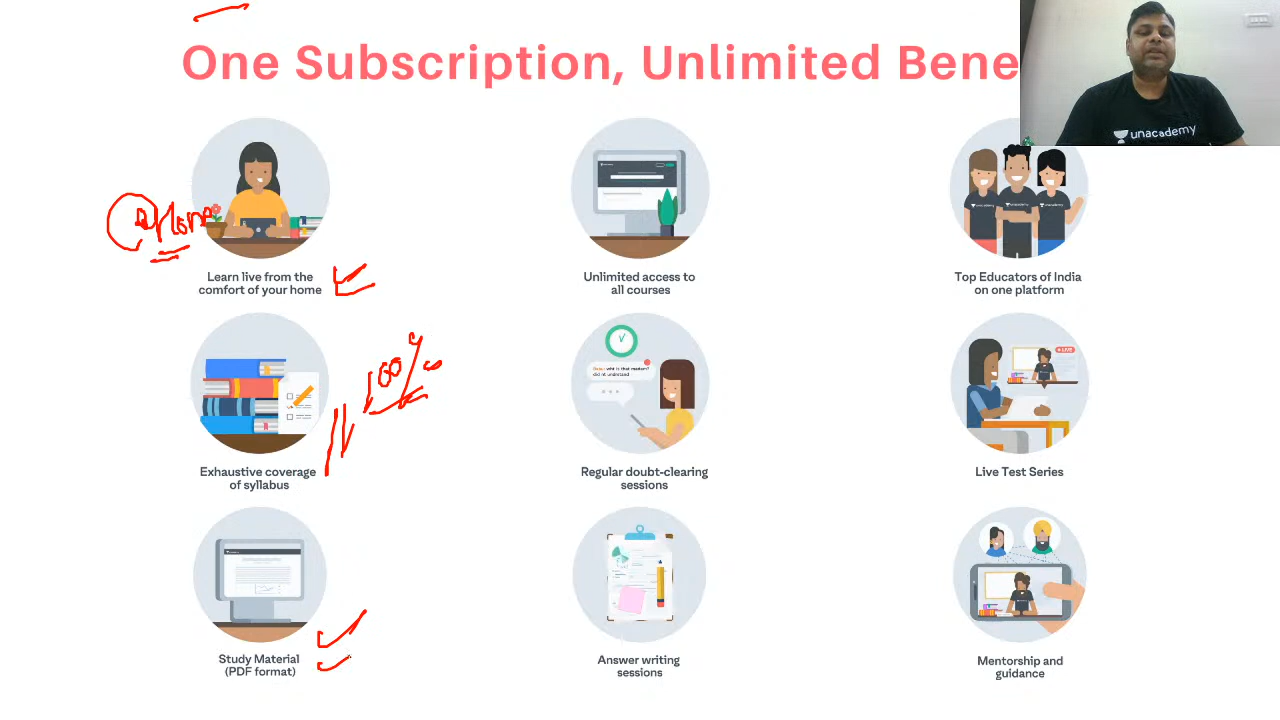 One Subscription, Unlimited Bene
unacademy
Learn live from the
comfort of your home
Unlimited access to
all courses
Top Educators of India
on one platform
100%
LIVE
Exhaustive coverage
of syllabus
Regular doubt-clearing
sessions
Live Test Series
Study Material
(PDF format)
Answer writing
sessions
Mentorship and
guidance